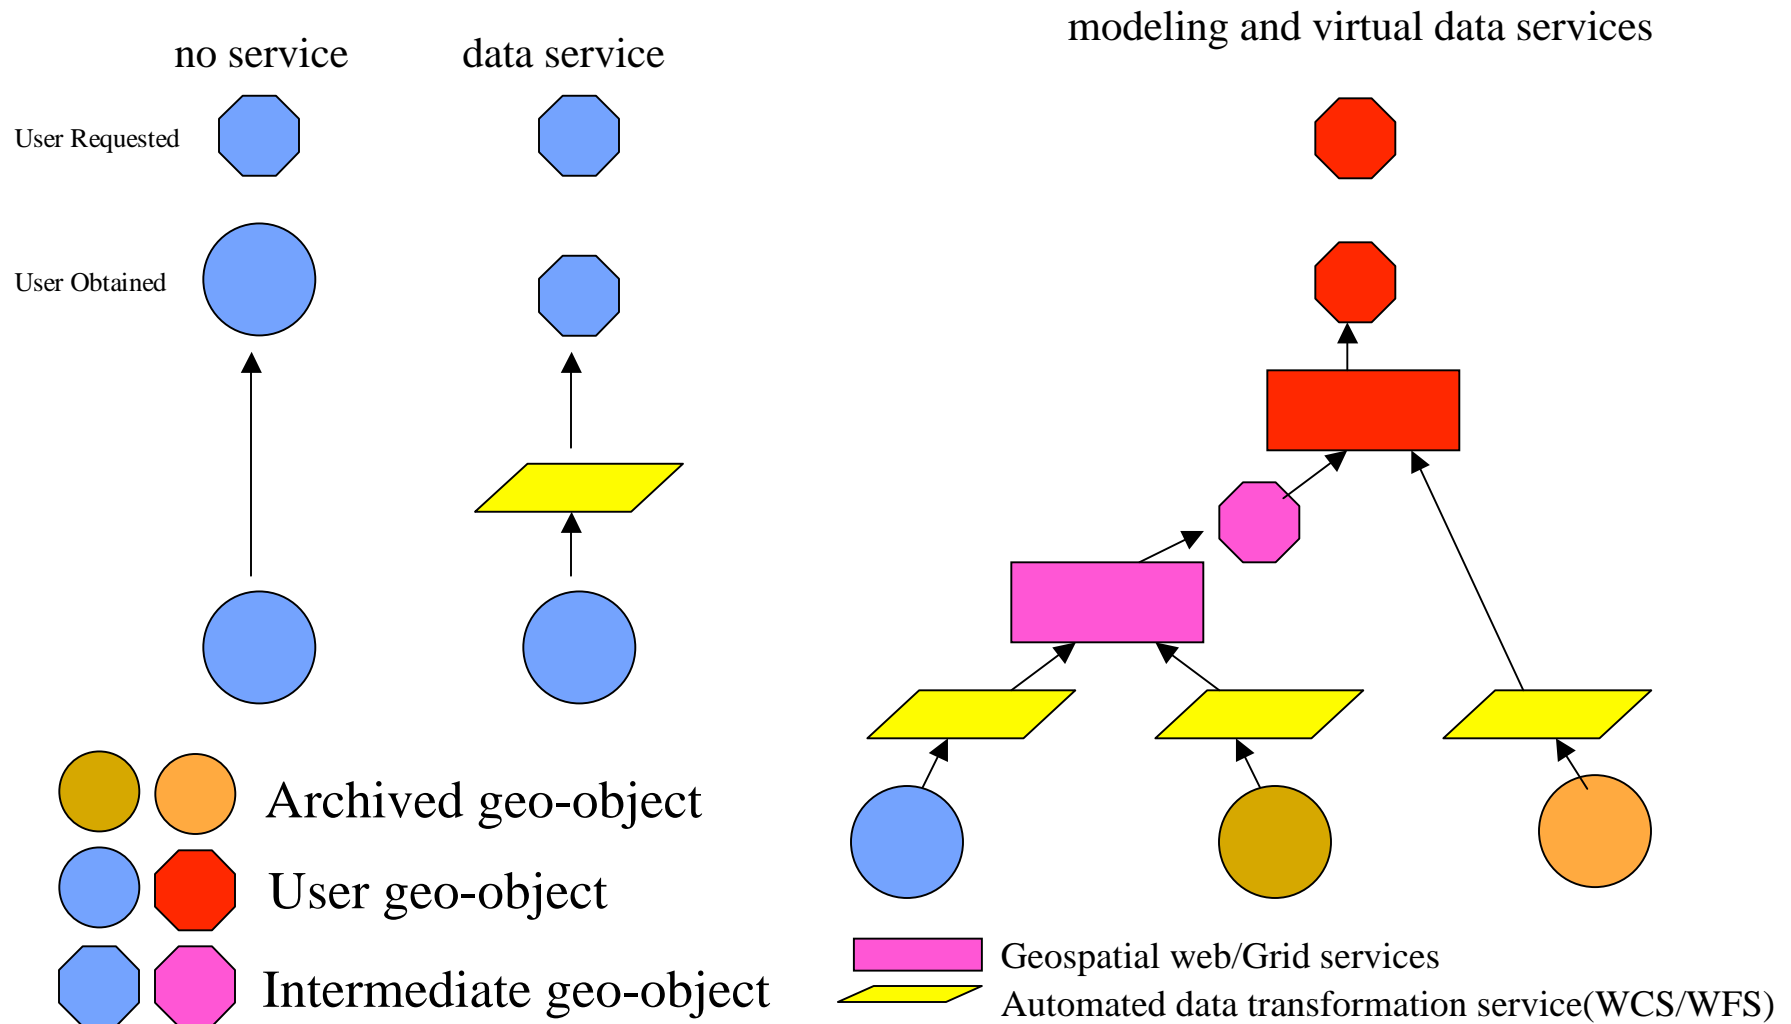 modeling and virtual data services
no service
data service
User Requested
User Obtained
Archived geo-object
User geo-object
Intermediate geo-object
Geospatial web/Grid services
Automated data transformation service(WCS/WFS)